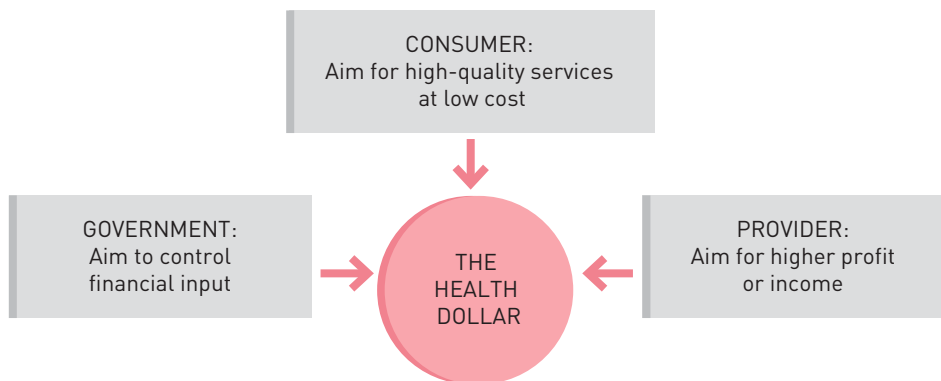 CONSUMER:
Aim for high-quality services
at low cost
GOVERNMENT:
Aim to control
financial input
THE
HEALTH
DOLLAR
PROVIDER:
Aim for higher profit
or income